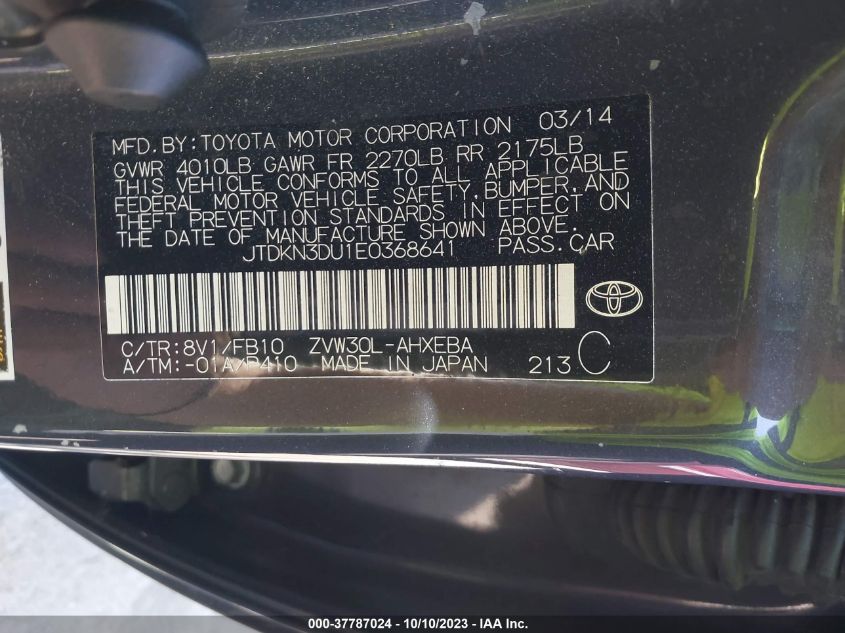 MFD. BY: TOYOTA MOTOR CORPORATION 03/14
GVWR 4010LB GAWR FR 2270LB RR 2175LB
THIS VEHICLE CONFORMS TO ALL APPLICABLE
FEDERAL MOTOR VEHICLE SAFETY, BUMPER, AND
THEFT PREVENTION STANDARDS IN EFFECT ON
THE DATE OF MANUFACTURE SHOWN ABOVE.
JTDKN3DU1E0368641 PASS. CAR
C/TR: 8V1/FB10 ZVW30L-AHXEBA
A/TM: -01A/P410 MADE IN JAPAN 213 C
000-37787024 - 10/10/2023 - IAA Inc.